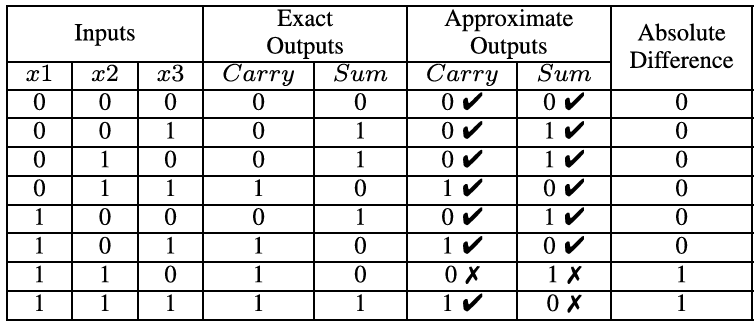 Inputs Exact Outputs Approximate Outputs Absolute Difference
x1 x2 x3 Carry Sum Carry Sum
0 0 0 0 0 0 ✔ 0 ✔ 0
0 0 1 0 1 0 ✔ 1 ✔ 0
0 1 0 0 1 0 ✔ 1 ✔ 0
0 1 1 1 0 1 ✔ 0 ✔ 0
1 0 0 0 1 0 ✔ 1 ✔ 0
1 0 1 1 0 1 ✔ 0 ✔ 0
1 1 0 1 0 0 ✗ 1 ✗ 1
1 1 1 1 1 1 ✔ 0 ✗ 1